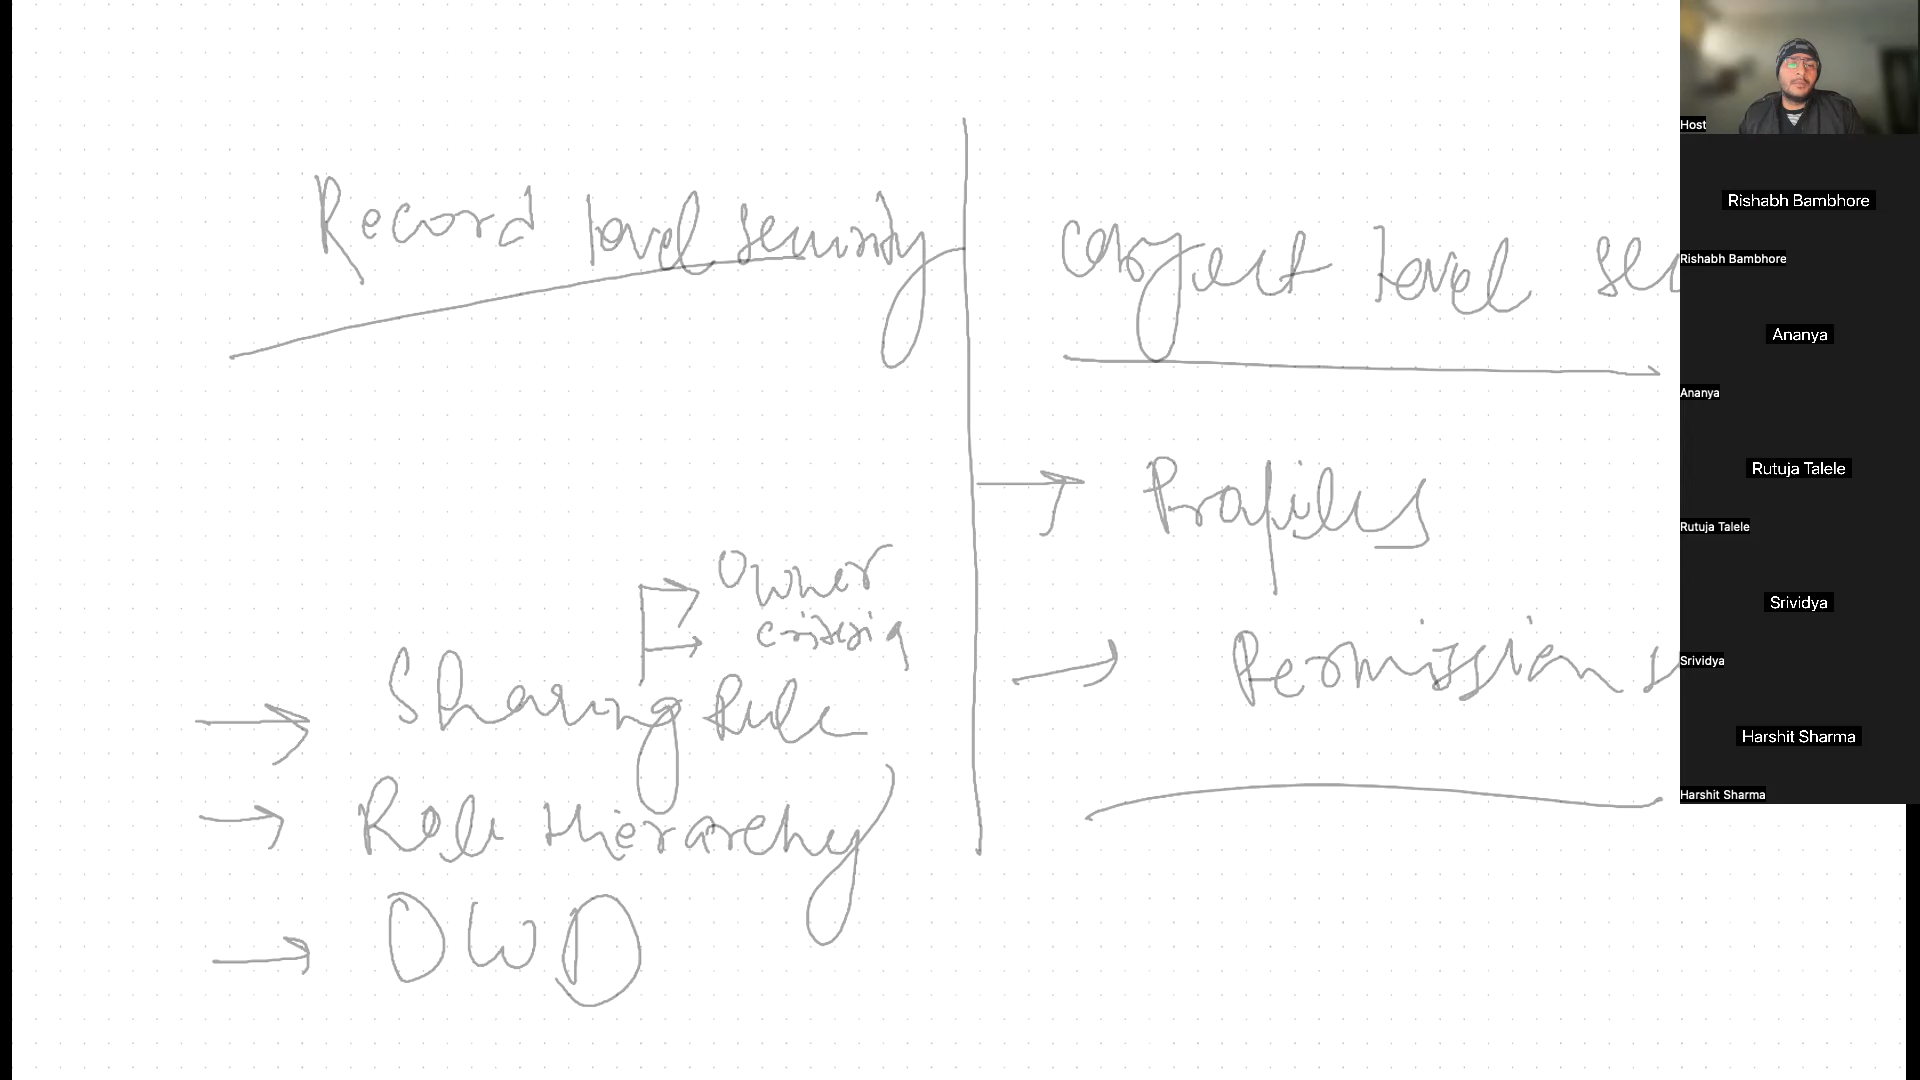 Record level security
Object level
Profiles
Owner
criteria
Permission
Sharing Rule
Role Hierarchy
OWD
Host
Rishabh Bambhore
Rishabh Bambhore
Ananya
Ananya
Rutuja Talele
Rutuja Talele
Srividya
Srividya
Harshit Sharma
Harshit Sharma